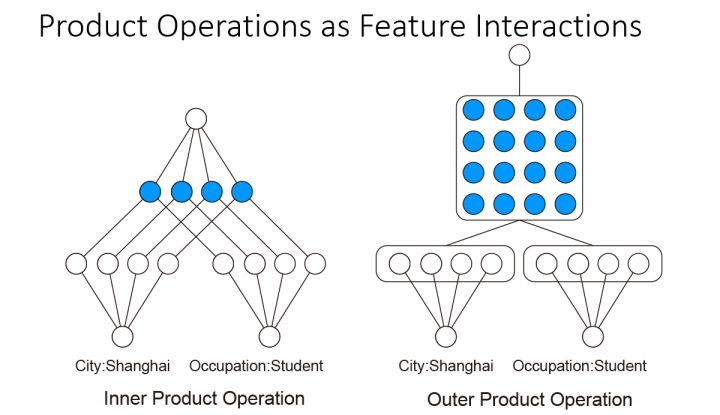 Product Operations as Feature Interactions
City:Shanghai Occupation:Student
Inner Product Operation
City:Shanghai Occupation:Student
Outer Product Operation